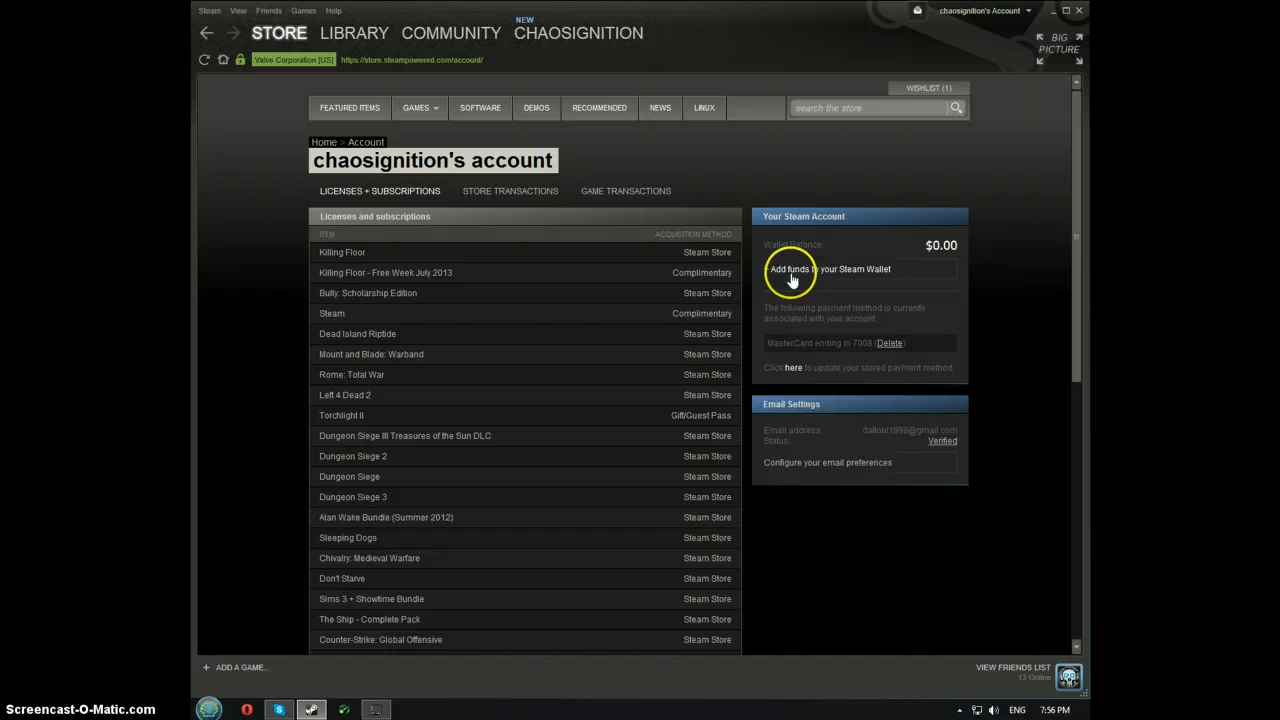 Steam View Friends Games Help
chaosignition's Account
NEW
STORE LIBRARY COMMUNITY CHAOSIGNITION
BIG PICTURE
Valve Corporation [US] https://store.steampowered.com/account/
WISHLIST (1)
FEATURED ITEMS GAMES SOFTWARE DEMOS RECOMMENDED NEWS LINUX search the store
Home > Account
chaosignition's account
LICENSES + SUBSCRIPTIONS STORE TRANSACTIONS GAME TRANSACTIONS
Licenses and subscriptions
ITEM ACQUISITION METHOD
Killing Floor Steam Store
Killing Floor - Free Week July 2013 Complimentary
Bully: Scholarship Edition Steam Store
Steam Complimentary
Dead Island Riptide Steam Store
Mount and Blade: Warband Steam Store
Rome: Total War Steam Store
Left 4 Dead 2 Steam Store
Torchlight II Gift/Guest Pass
Dungeon Siege III Treasures of the Sun DLC Steam Store
Dungeon Siege 2 Steam Store
Dungeon Siege Steam Store
Dungeon Siege 3 Steam Store
Alan Wake Bundle (Summer 2012) Steam Store
Sleeping Dogs Steam Store
Chivalry: Medieval Warfare Steam Store
Don't Starve Steam Store
Sims 3 + Showtime Bundle Steam Store
The Ship - Complete Pack Steam Store
Counter-Strike: Global Offensive Steam Store
Your Steam Account
Wallet Balance: $0.00
Add funds to your Steam Wallet
The following payment method is currently
associated with your account
MasterCard ending in 7008 (Delete)
Click here to update your stored payment method.
Email Settings
Email address: daltonl1998@gmail.com
Status: Verified
Configure your email preferences
+ ADD A GAME...
VIEW FRIENDS LIST
13 Online
Screencast-O-Matic.com
ENG 7:56 PM